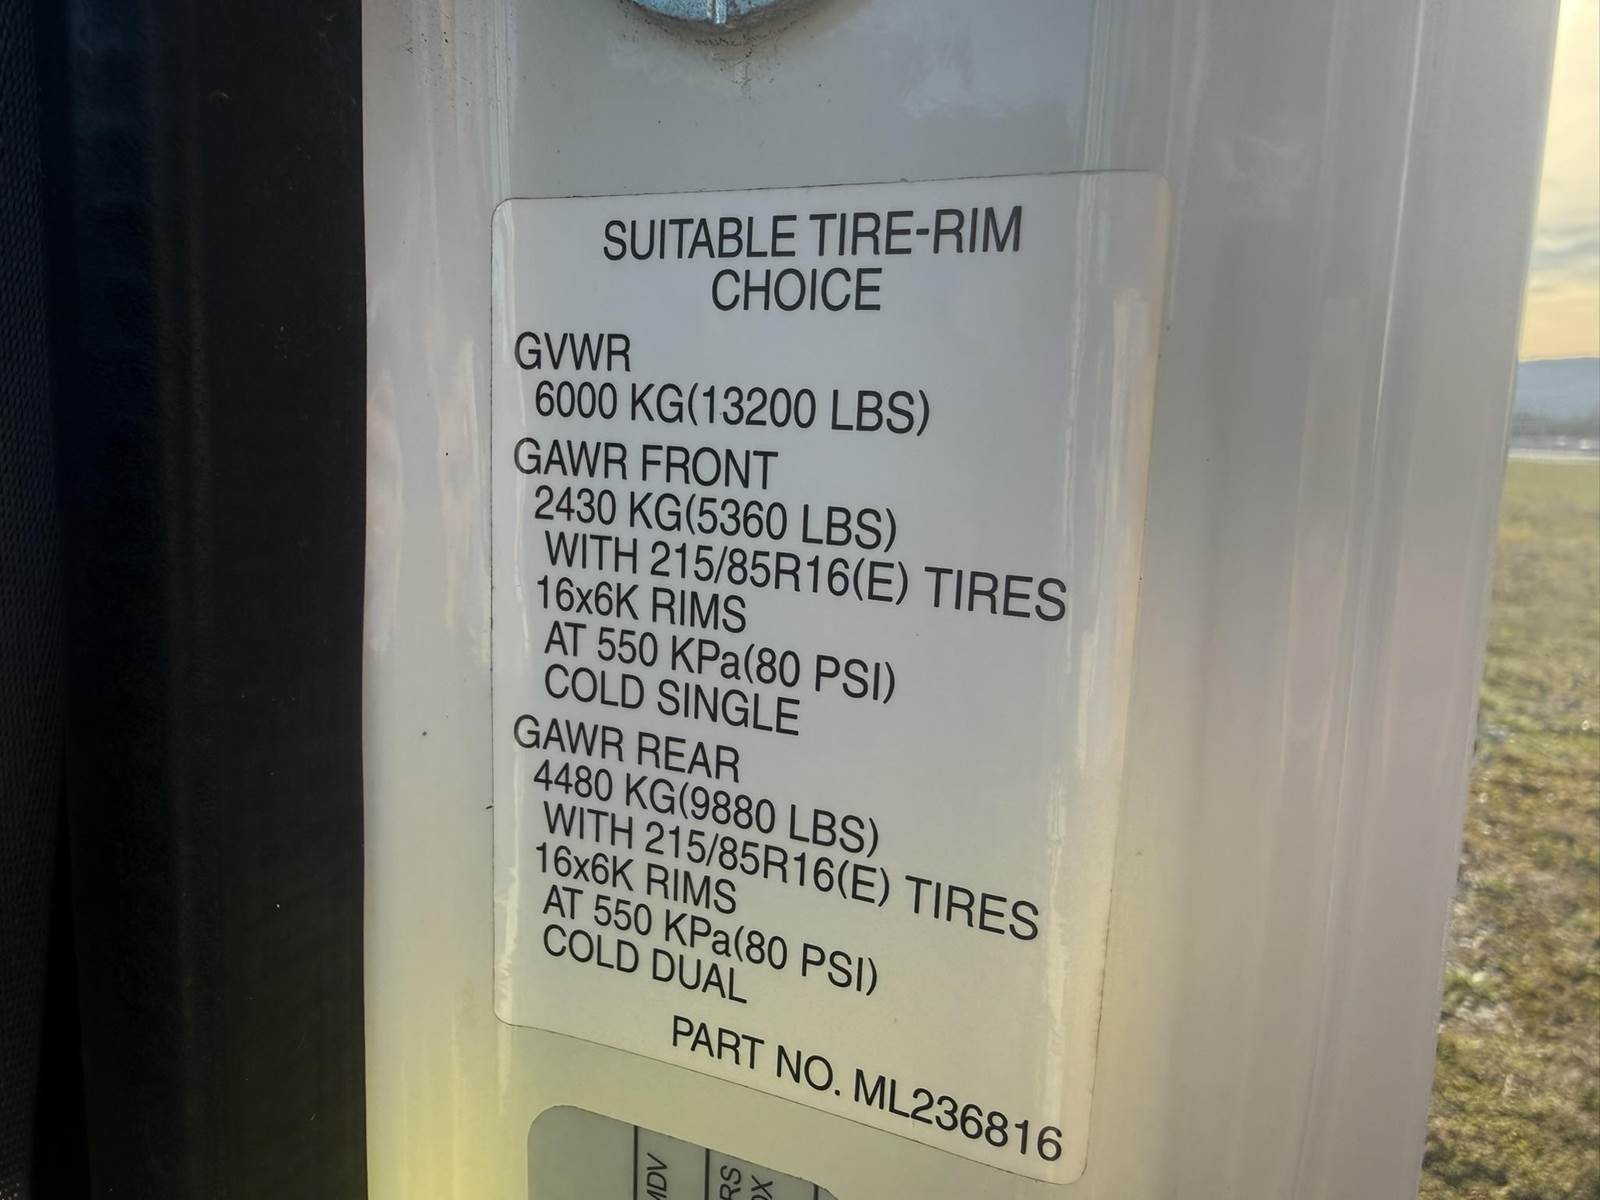 SUITABLE TIRE-RIM
CHOICE
GVWR
6000 KG(13200 LBS)
GAWR FRONT
2430 KG(5360 LBS)
WITH 215/85R16(E) TIRES
16x6K RIMS
AT 550 KPa(80 PSI)
COLD SINGLE
GAWR REAR
4480 KG(9880 LBS)
WITH 215/85R16(E) TIRES
16x6K RIMS
AT 550 KPa(80 PSI)
COLD DUAL
PART NO. ML236816